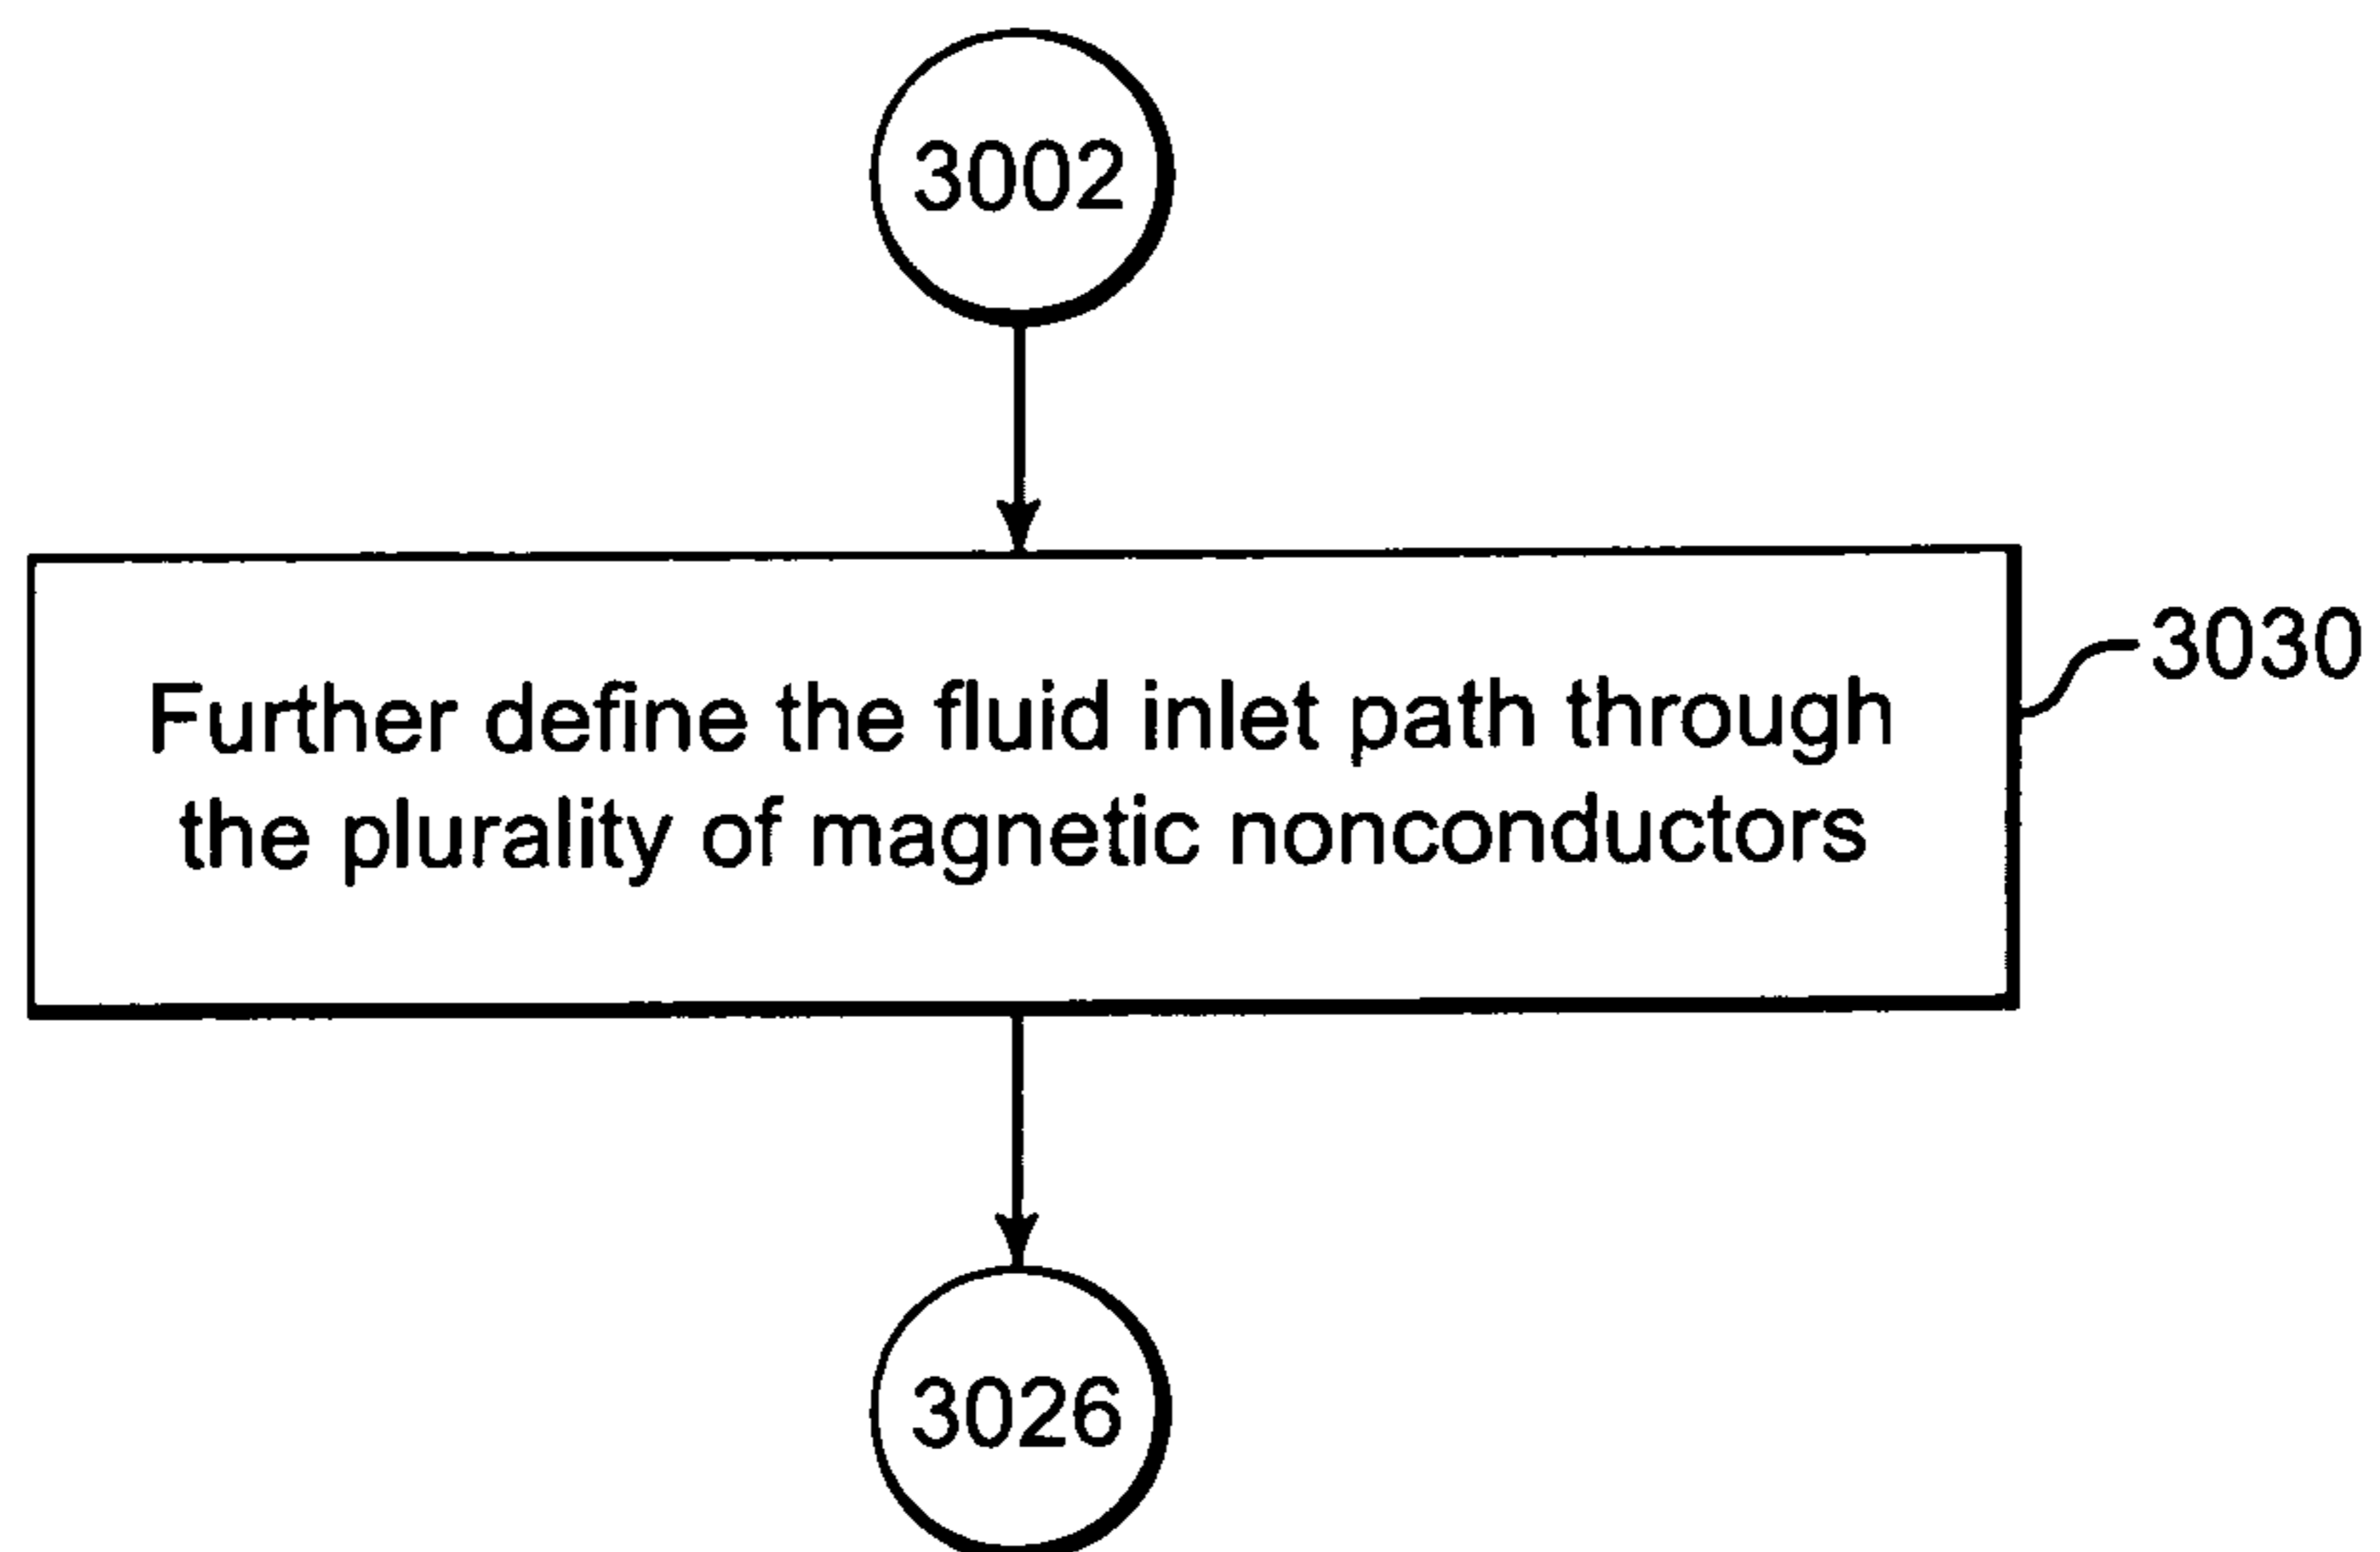 3002
3030
Further define the fluid inlet path through
the plurality of magnetic nonconductors
3026